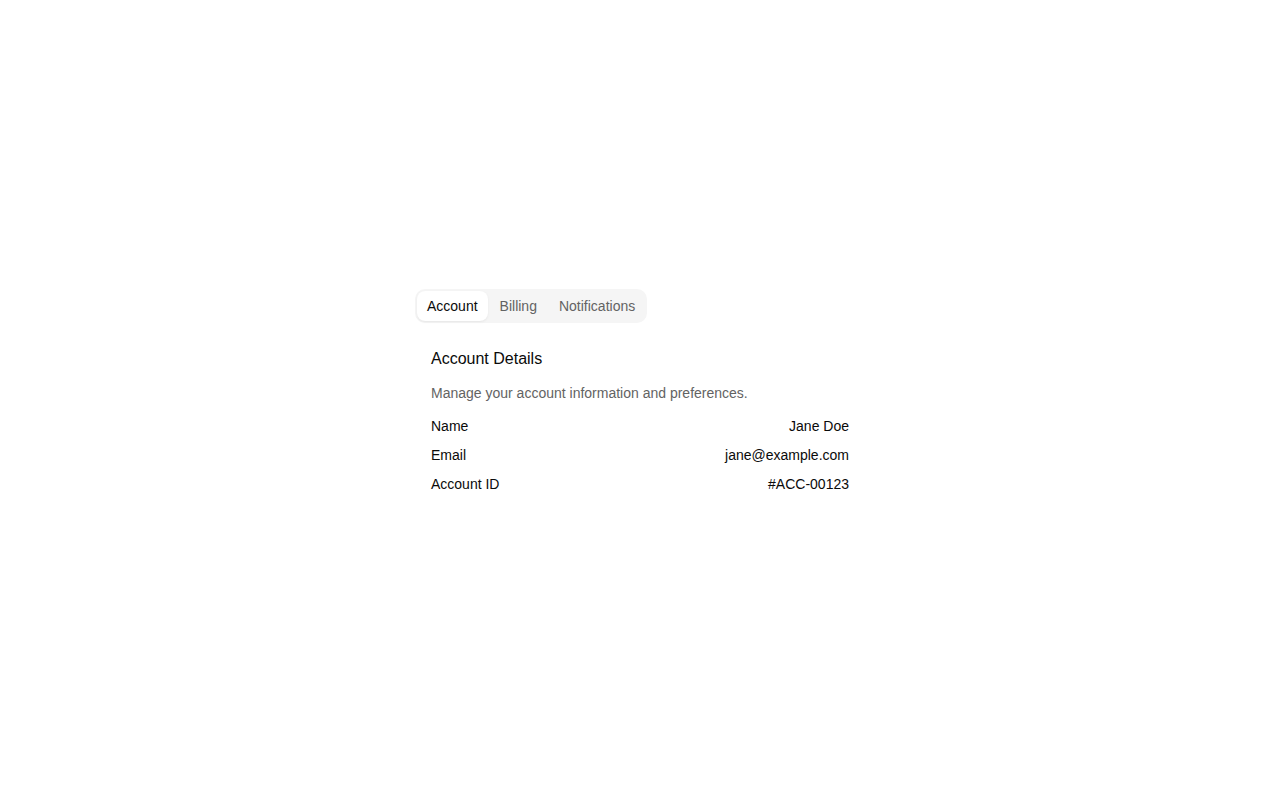 Account Billing Notifications
Account Details
Manage your account information and preferences.
Name Jane Doe
Email jane@example.com
Account ID #ACC-00123